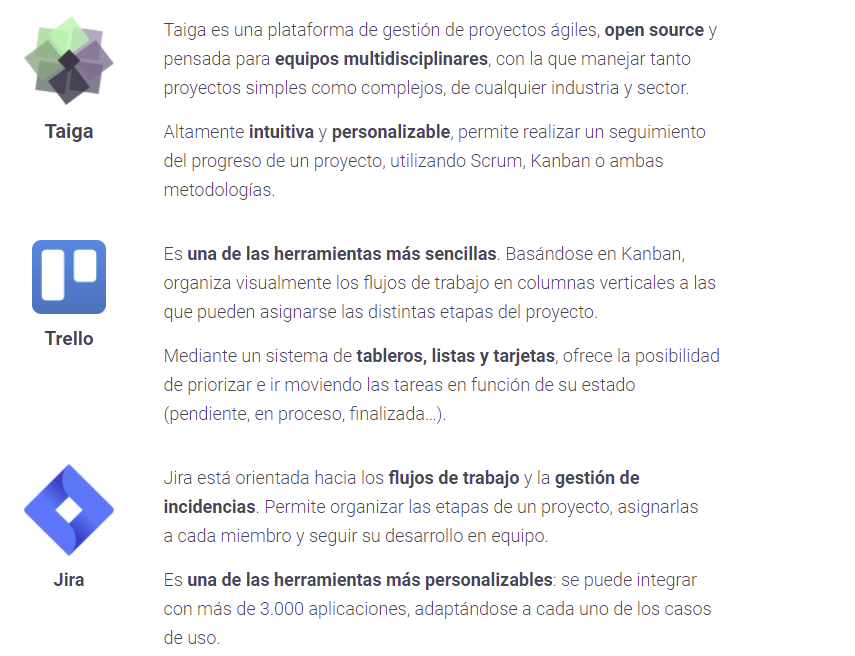 Taiga es una plataforma de gestión de proyectos ágiles, open source y
pensada para equipos multidisciplinares, con la que manejar tanto
proyectos simples como complejos, de cualquier industria y sector.
Taiga
Altamente intuitiva y personalizable, permite realizar un seguimiento
del progreso de un proyecto, utilizando Scrum, Kanban o ambas
metodologías.
Es una de las herramientas más sencillas. Basándose en Kanban,
organiza visualmente los flujos de trabajo en columnas verticales a las
que pueden asignarse las distintas etapas del proyecto.
Trello
Mediante un sistema de tableros, listas y tarjetas, ofrece la posibilidad
de priorizar e ir moviendo las tareas en función de su estado
(pendiente, en proceso, finalizada...).
Jira está orientada hacia los flujos de trabajo y la gestión de
incidencias. Permite organizar las etapas de un proyecto, asignarlas
a cada miembro y seguir su desarrollo en equipo.
Jira
Es una de las herramientas más personalizables: se puede integrar
con más de 3.000 aplicaciones, adaptándose a cada uno de los casos
de uso.